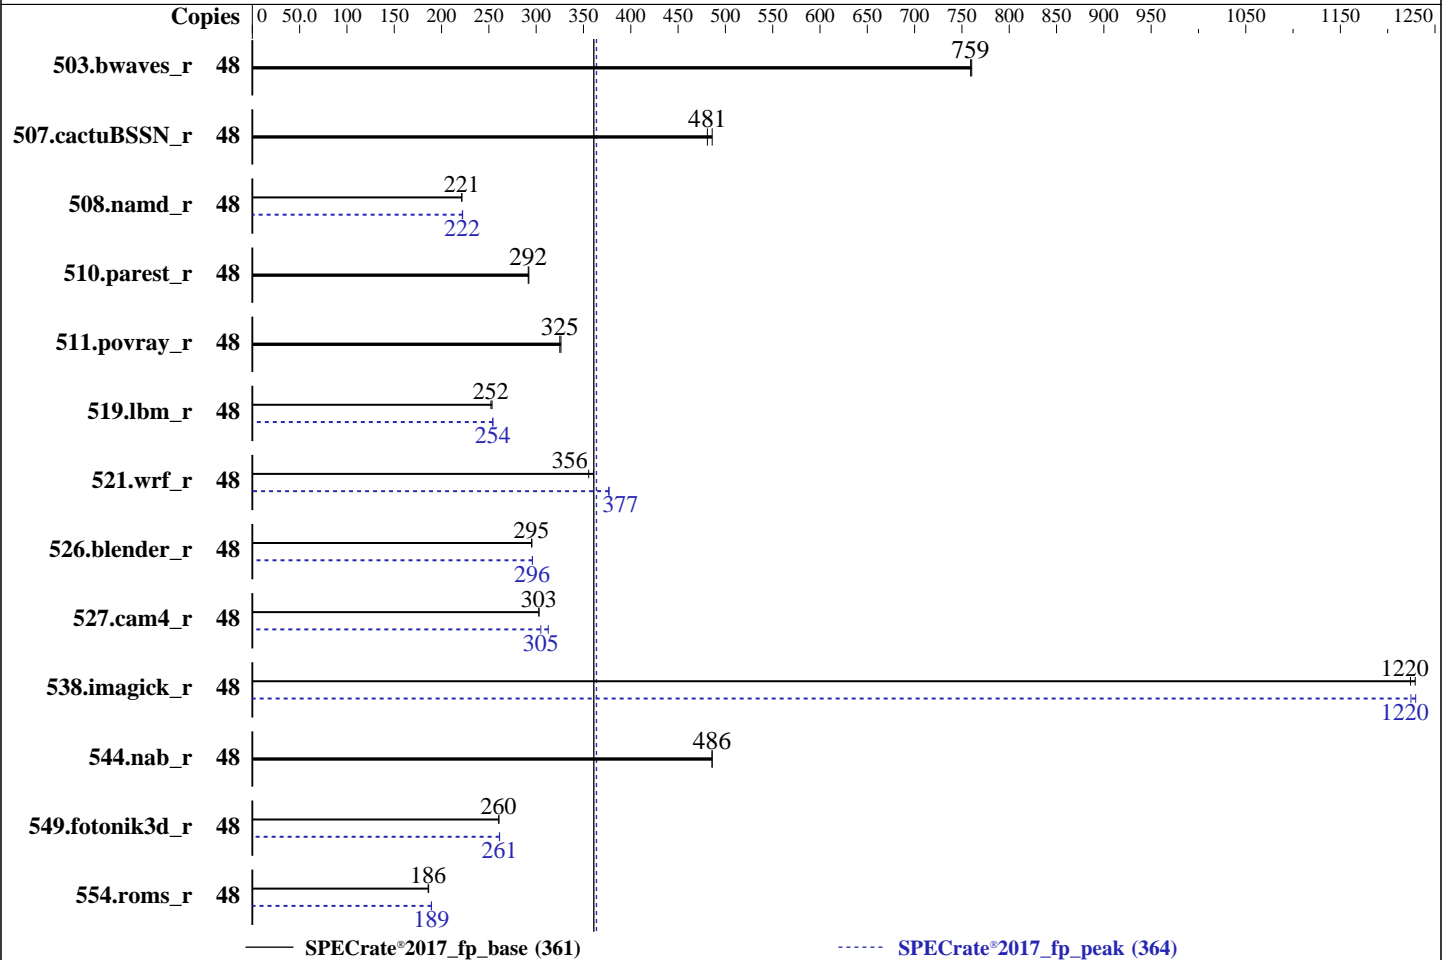 Copies 0 50.0 100 150 200 250 300 350 400 450 500 550 600 650 700 750 800 850 900 950 1050 1150 1250
759
503.bwaves_r 48
481
507.cactuBSSN_r 48
221
508.namd_r 48
222
292
510.parest_r 48
325
511.povray_r 48
252
519.lbm_r 48
254
356
521.wrf_r 48
377
295
526.blender_r 48
296
303
527.cam4_r 48
305
1220
538.imagick_r 48
1220
486
544.nab_r 48
260
549.fotonik3d_r 48
261
186
554.roms_r 48
189
SPECrate®2017_fp_base (361) SPECrate®2017_fp_peak (364)